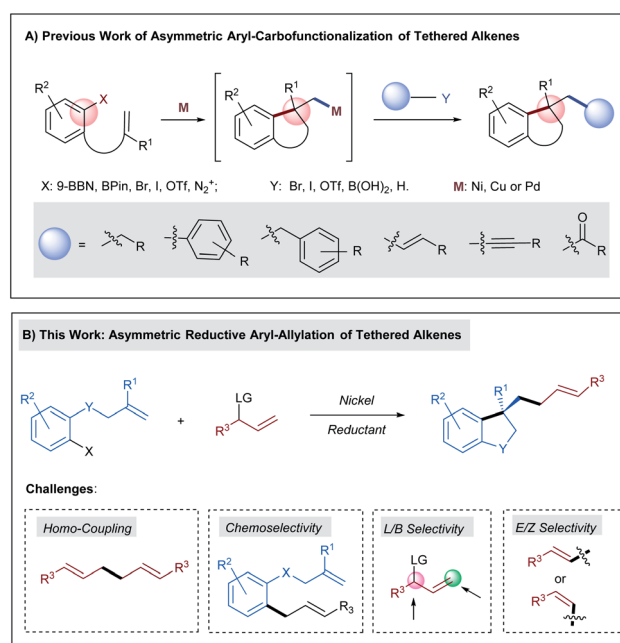 A) Previous Work of Asymmetric Aryl-Carbofunctionalization of Tethered Alkenes
R2 X R1 M R2 R1 M Y R2 R1
X: 9-BBN, BPin, Br, I, OTf, N2+; Y: Br, I, OTf, B(OH)2, H. M: Ni, Cu or Pd
= R R R R R O R
B) This Work: Asymmetric Reductive Aryl-Allylation of Tethered Alkenes
R2 Y R1 X + LG R3 Nickel Reductant R2 R1 R3 Y
Challenges:
Homo-Coupling Chemoselectivity L/B Selectivity E/Z Selectivity
R3 R3 R2 X R1 R3 LG R3 R3 or R3